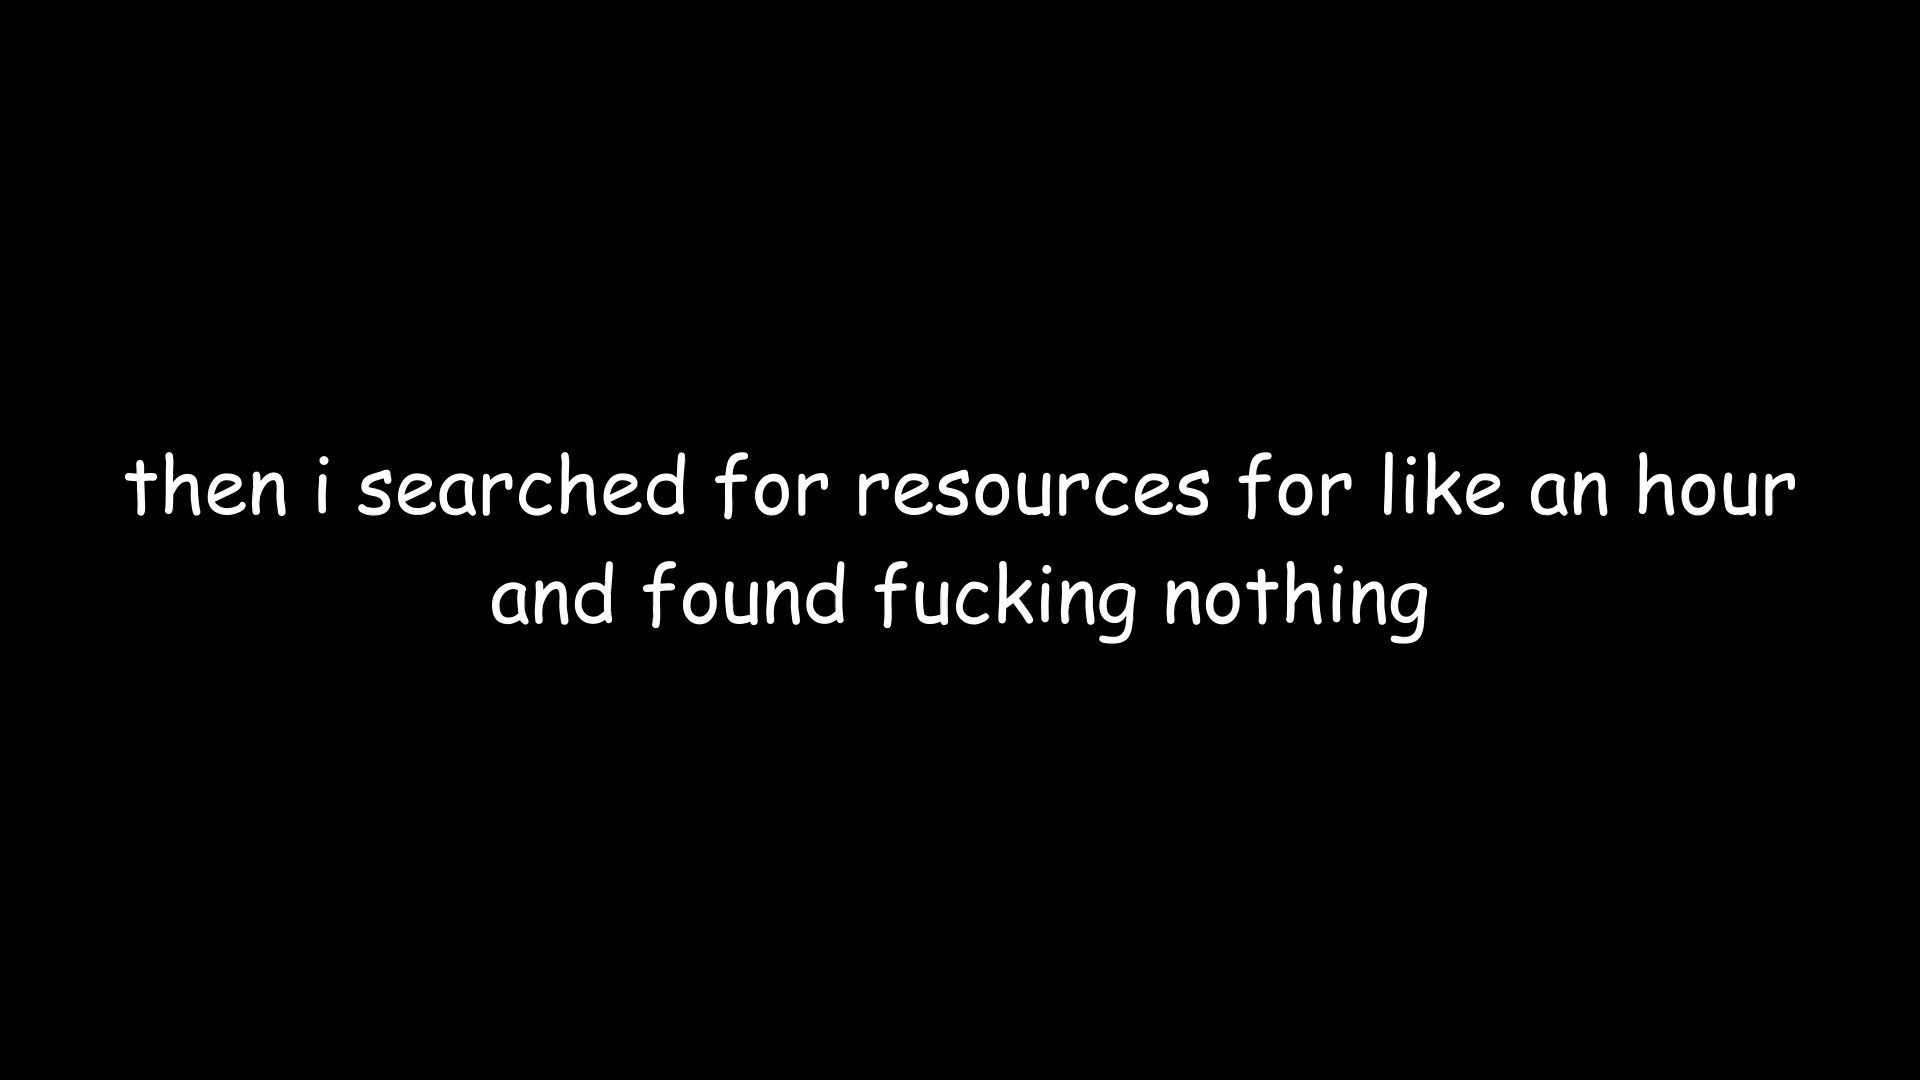 then i searched for resources for like an hour
and found fucking nothing